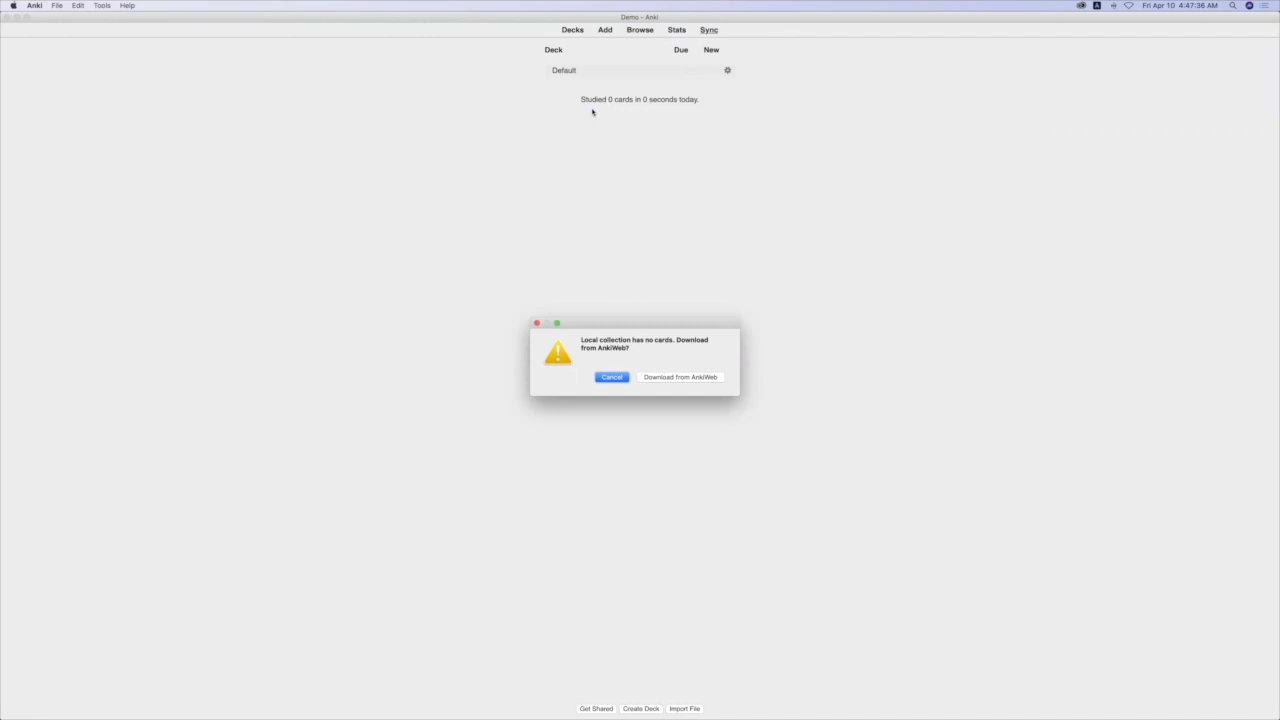 Anki File Edit Tools Help
A Fri Apr 10 4:47:36 AM
Demo - Anki
Decks Add Browse Stats Sync
Deck Due New
Default
Studied 0 cards in 0 seconds today.
Local collection has no cards. Download
from AnkiWeb?
Cancel Download from AnkiWeb
Get Shared Create Deck Import File